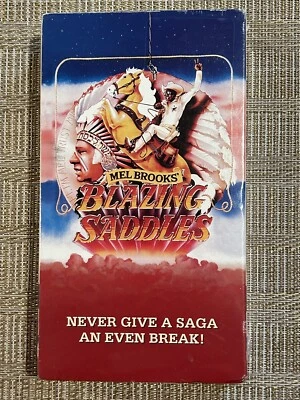 MEL BROOKS'
BLAZING
SADDLES
NEVER GIVE A SAGA
AN EVEN BREAK!